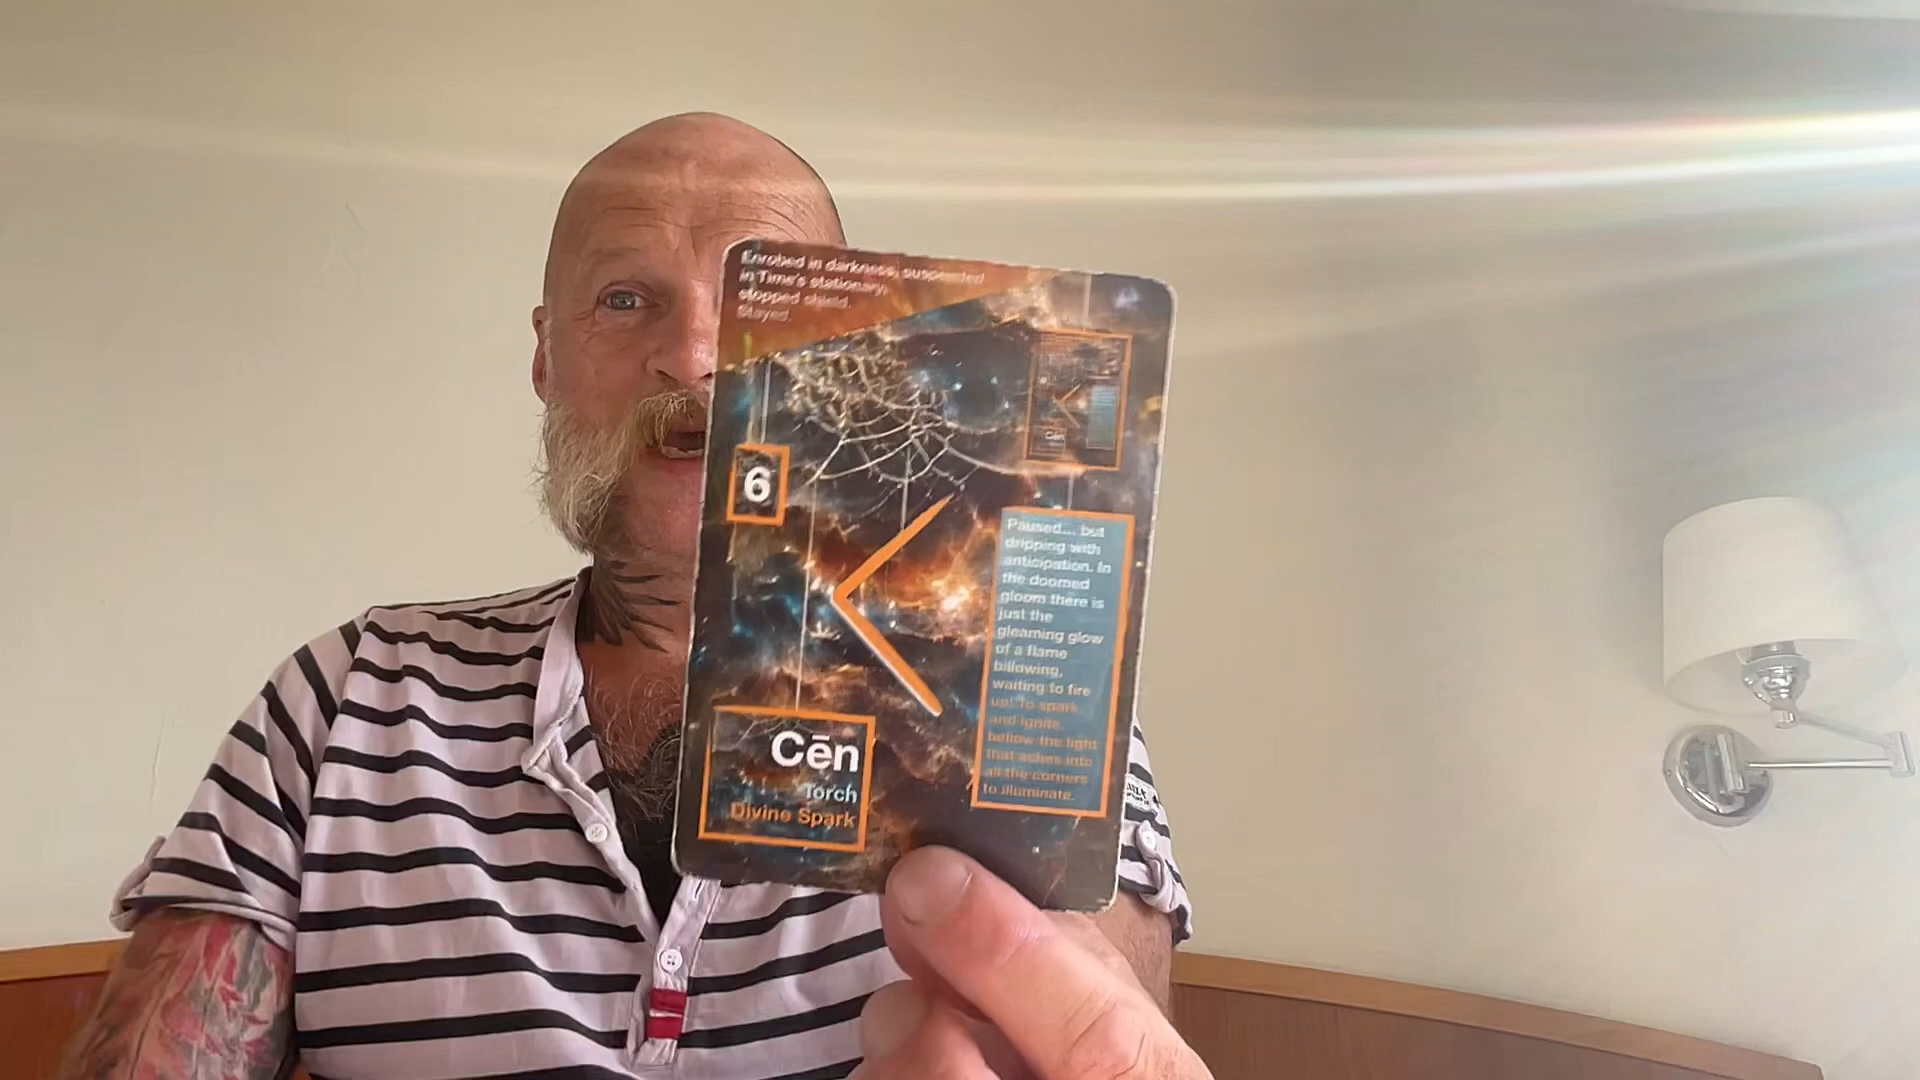 Enrobed in darkness, suspended
in Time's stationary,
stopped shield.
Stayed.
6
Paused... but
dripping with
anticipation. In
the doomed
gloom there is
just the
gleaming glow
of a flame
billowing,
waiting to fire
up! To spark
and ignite,
bellow the light
that ashes into
all the corners
to illuminate.
Cēn
Torch
Divine Spark
Cēn